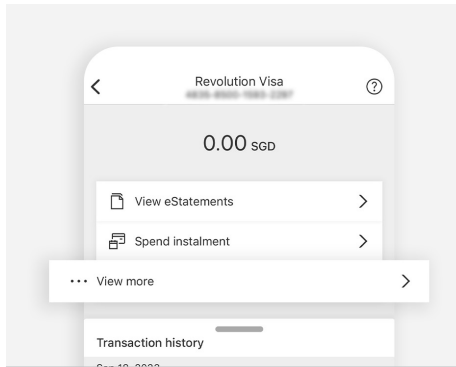 Revolution Visa
0.00 SGD
View eStatements
Spend instalment
View more
Transaction history